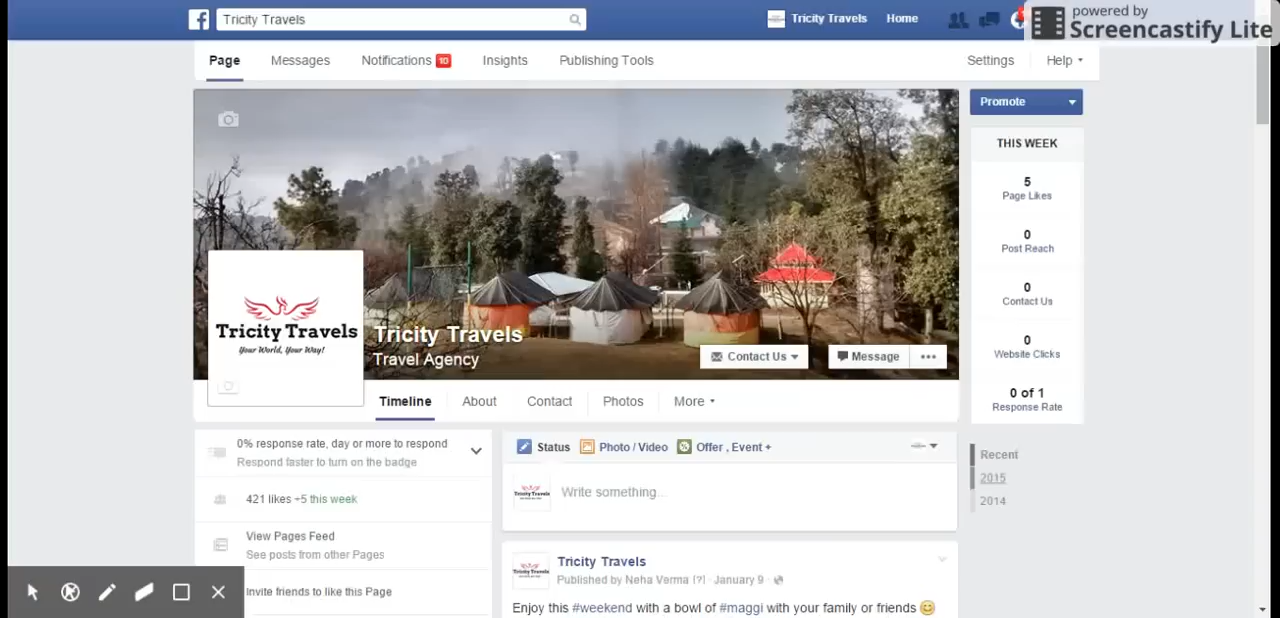 Tricity Travels
Tricity Travels Home
powered by
Screencastify Lite
Page Messages Notifications 10 Insights Publishing Tools Settings Help
Promote
THIS WEEK
5
Page Likes
0
Post Reach
0
Contact Us
0
Website Clicks
0 of 1
Response Rate
Tricity Travels
Your World, Your Way!
Tricity Travels
Travel Agency
Contact Us Message
Timeline About Contact Photos More
0% response rate, day or more to respond
Respond faster to turn on the badge
421 likes +5 this week
View Pages Feed
See posts from other Pages
Invite friends to like this Page
Status Photo / Video Offer , Event +
Tricity Travels
Write something...
Recent
2015
2014
Tricity Travels
Tricity Travels
Published by Neha Verma [?] · January 9 ·
Enjoy this #weekend with a bowl of #maggi with your family or friends 😊